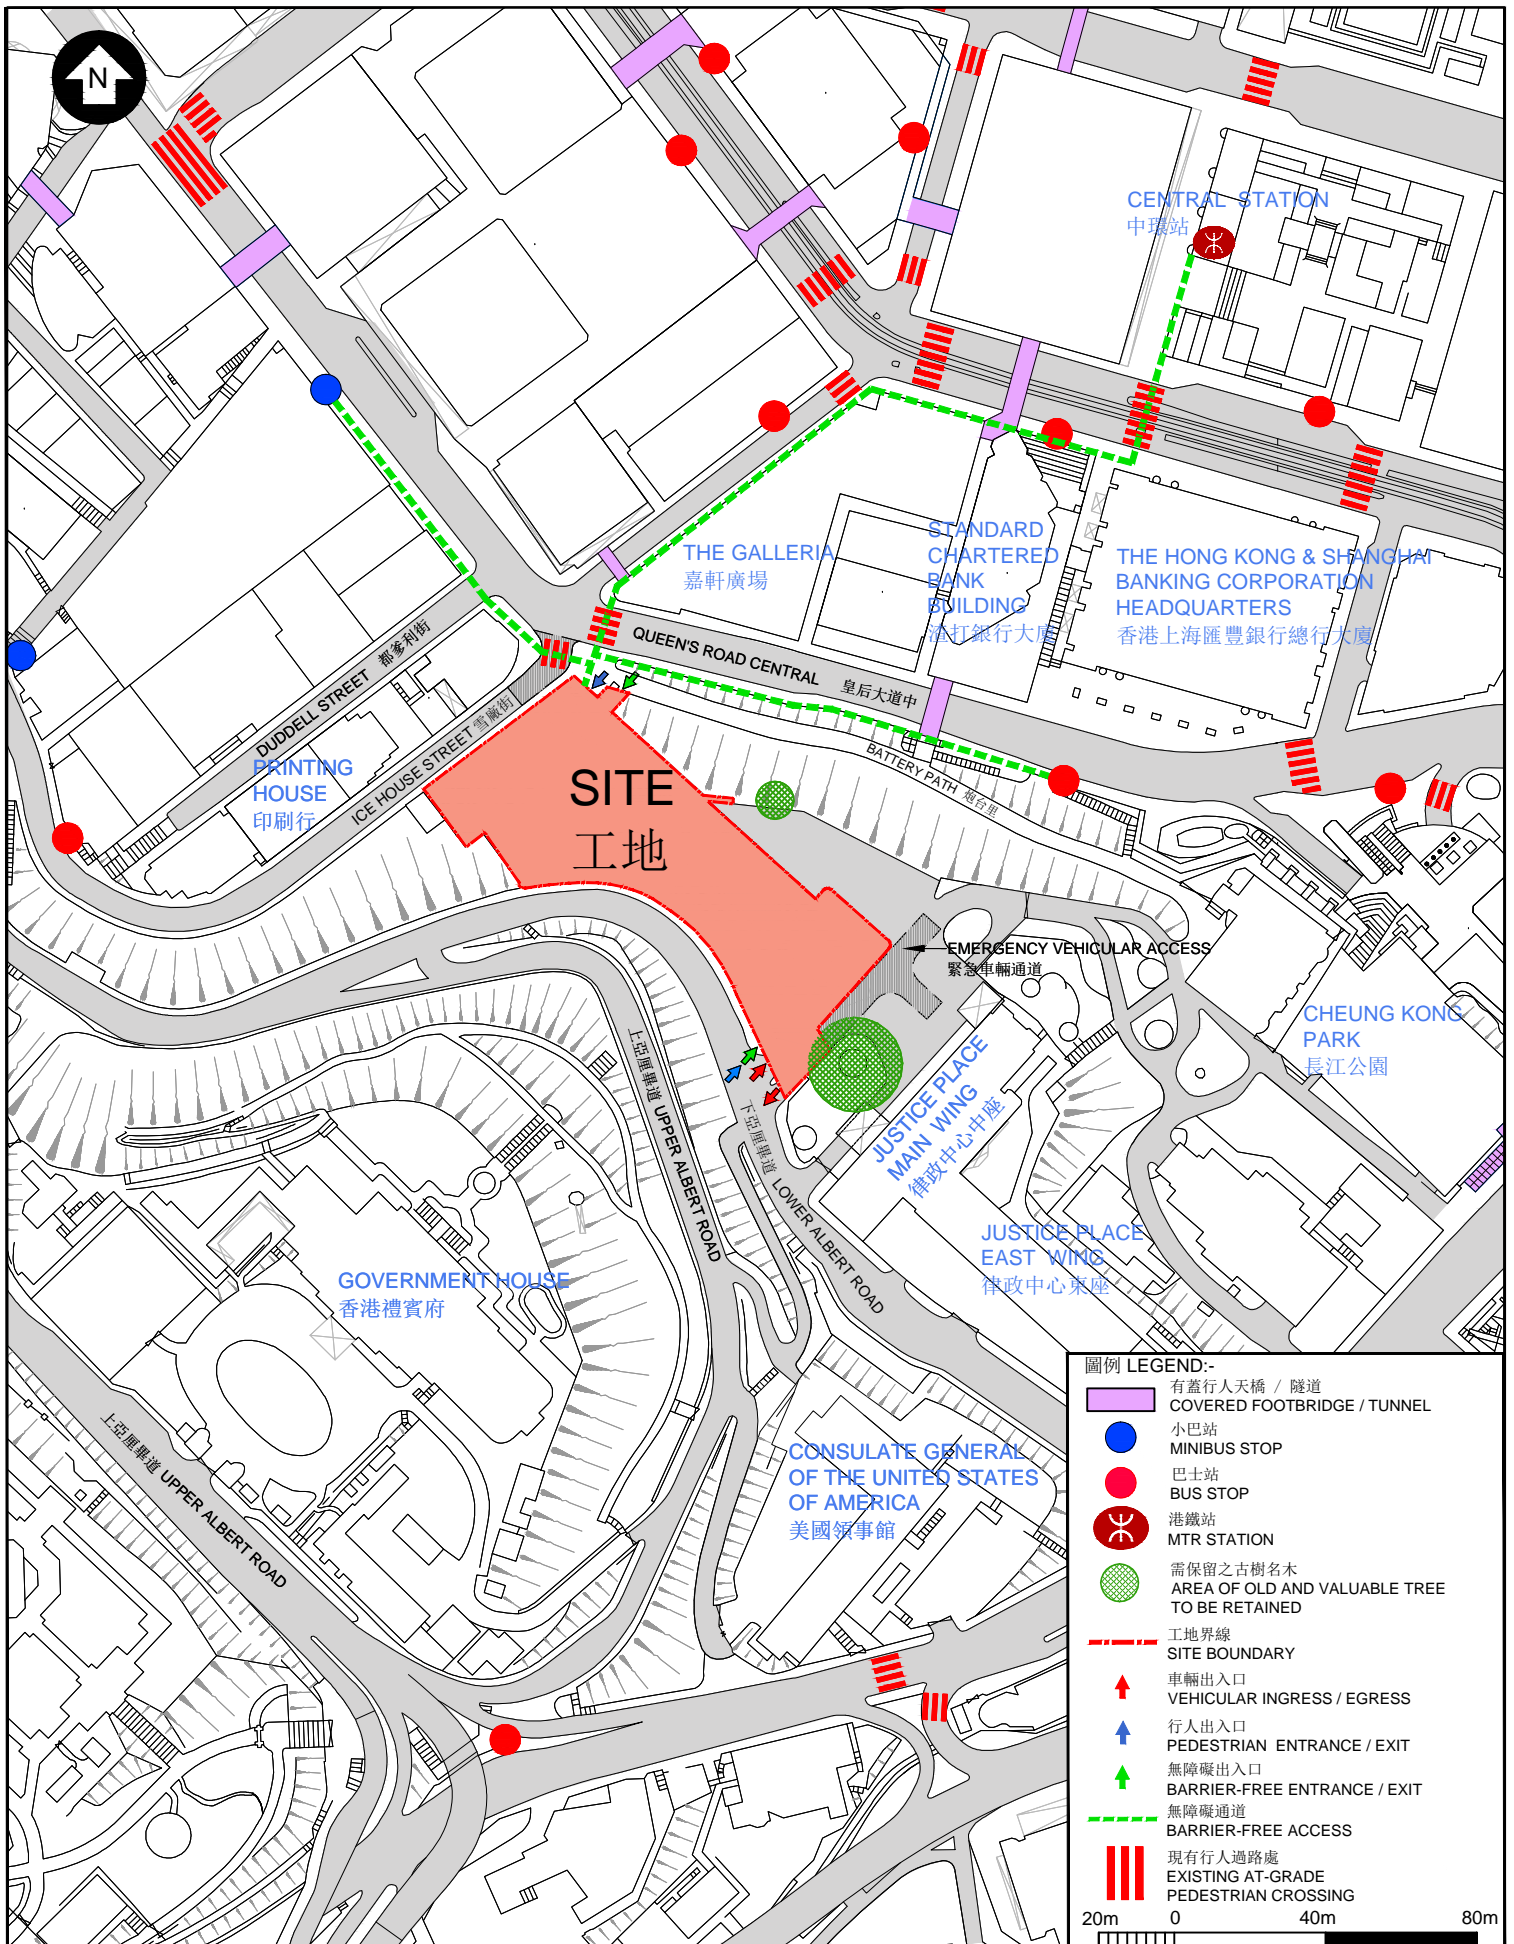 N
CENTRAL STATION
中環站
THE GALLERIA
嘉軒廣場
STANDARD
CHARTERED
BANK
BUILDING
渣打銀行大廈
THE HONG KONG & SHANGHAI
BANKING CORPORATION
HEADQUARTERS
香港上海匯豐銀行總行大廈
QUEEN'S ROAD CENTRAL 皇后大道中
DUDDELL STREET 都爹利街
ICE HOUSE STREET 雪廠街
PRINTING
HOUSE
印刷行
SITE
工地
BATTERY PATH 炮台里
EMERGENCY VEHICULAR ACCESS
緊急車輛通道
CHEUNG KONG
PARK
長江公園
上亞厘畢道 UPPER ALBERT ROAD
下亞厘畢道 LOWER ALBERT ROAD
JUSTICE PLACE
MAIN WING
律政中心中座
JUSTICE PLACE
EAST WING
律政中心東座
GOVERNMENT HOUSE
香港禮賓府
上亞厘畢道 UPPER ALBERT ROAD
CONSULATE GENERAL
OF THE UNITED STATES
OF AMERICA
美國領事館
圖例 LEGEND:-
有蓋行人天橋 / 隧道
COVERED FOOTBRIDGE / TUNNEL
小巴站
MINIBUS STOP
巴士站
BUS STOP
港鐵站
MTR STATION
需保留之古樹名木
AREA OF OLD AND VALUABLE TREE
TO BE RETAINED
工地界線
SITE BOUNDARY
車輛出入口
VEHICULAR INGRESS / EGRESS
行人出入口
PEDESTRIAN ENTRANCE / EXIT
無障礙出入口
BARRIER-FREE ENTRANCE / EXIT
無障礙通道
BARRIER-FREE ACCESS
現有行人過路處
EXISTING AT-GRADE
PEDESTRIAN CROSSING
20m 0 40m 80m